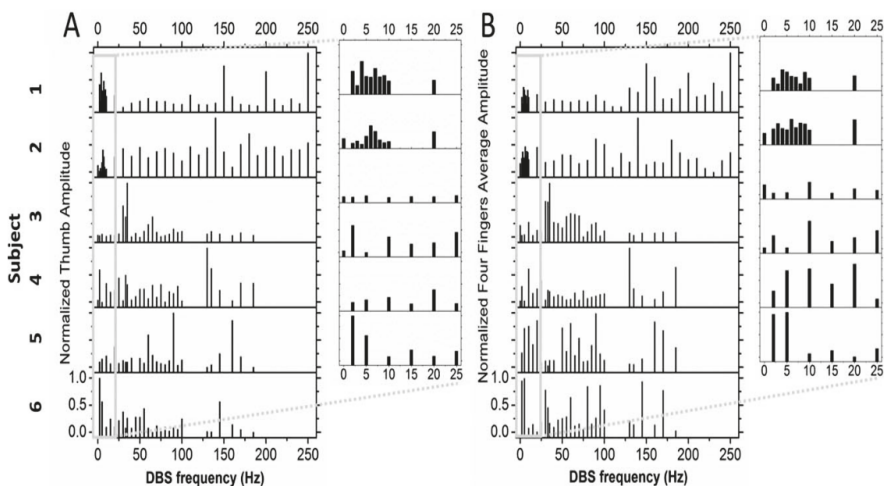 A
B
0 50 100 150 200 250
0 5 10 15 20 25
0 50 100 150 200 250
0 5 10 15 20 25
Subject
1
2
3
4
5
6
Normalized Thumb Amplitude
Normalized Four Fingers Average Amplitude
1.0
0.5
0.0
1.0
0.5
0.0
0 5 10 15 20 25
0 5 10 15 20 25
0 50 100 150 200 250
0 50 100 150 200 250
DBS frequency (Hz)
DBS frequency (Hz)